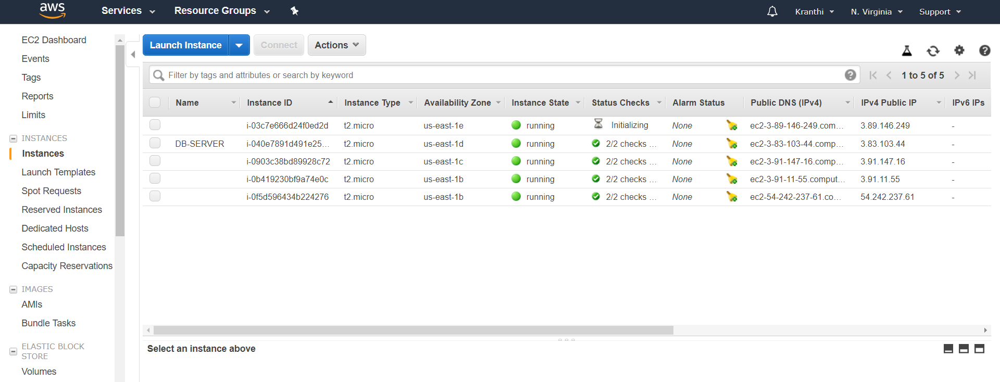 aws Services Resource Groups Kranthi N. Virginia Support
EC2 Dashboard
Events
Tags
Reports
Limits
INSTANCES
Instances
Launch Templates
Spot Requests
Reserved Instances
Dedicated Hosts
Scheduled Instances
Capacity Reservations
IMAGES
AMIs
Bundle Tasks
ELASTIC BLOCK
STORE
Volumes
Launch Instance Connect Actions
Filter by tags and attributes or search by keyword 1 to 5 of 5
Name Instance ID Instance Type Availability Zone Instance State Status Checks Alarm Status Public DNS (IPv4) IPv4 Public IP IPv6 IPs
i-03c7e666d24f0ed2d t2.micro us-east-1e running Initializing None ec2-3-89-146-249.com... 3.89.146.249 -
DB-SERVER i-040e7891d491e25... t2.micro us-east-1d running 2/2 checks ... None ec2-3-83-103-44.comp... 3.83.103.44 -
i-0903c38bd89928c72 t2.micro us-east-1c running 2/2 checks ... None ec2-3-91-147-16.comp... 3.91.147.16 -
i-0b419230bf9a74e0c t2.micro us-east-1b running 2/2 checks ... None ec2-3-91-11-55.comput... 3.91.11.55 -
i-0f5d596434b224276 t2.micro us-east-1b running 2/2 checks ... None ec2-54-242-237-61.co... 54.242.237.61 -
Select an instance above